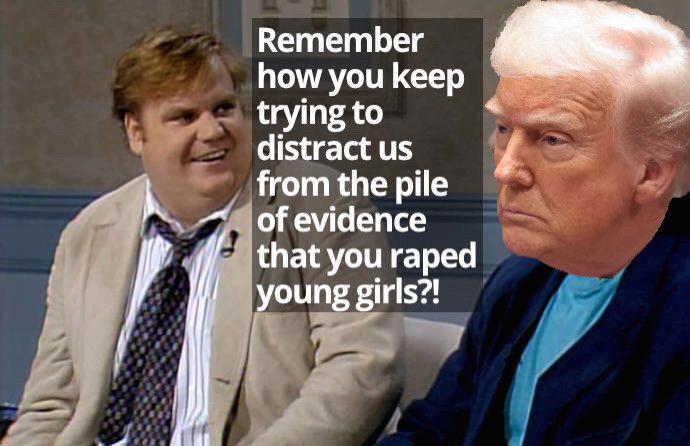 Remember
how you keep
trying to
distract us
from the pile
of evidence
that you raped
young girls?!